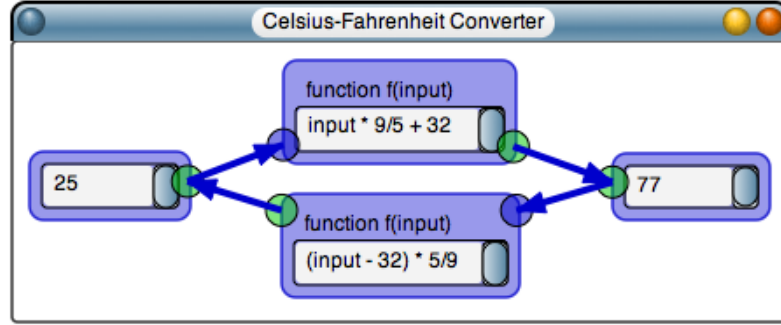 Celsius-Fahrenheit Converter
function f(input)
input * 9/5 + 32
25
77
function f(input)
(input - 32) * 5/9